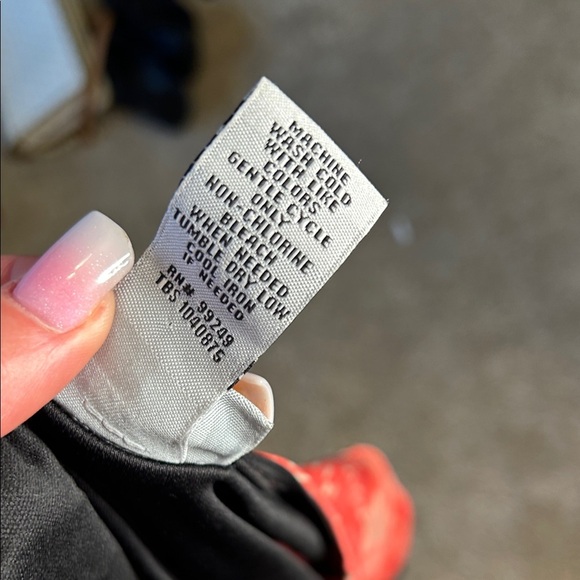 MACHINE
WASH COLD
WITH LIKE
COLORS
GENTLE CYCLE
ONLY
NON-CHLORINE
BLEACH
WHEN NEEDED
TUMBLE DRY LOW
COOL IRON
IF NEEDED
RN# 99249
TBS 1040875